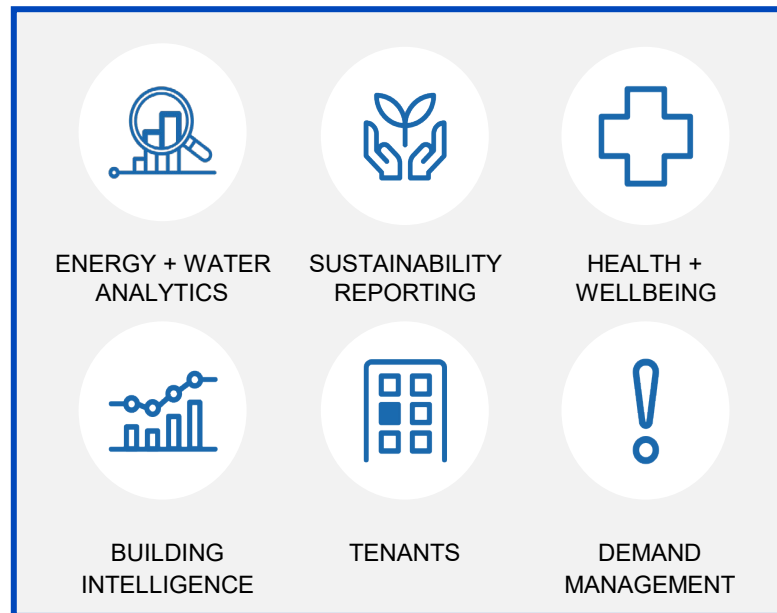 ENERGY + WATER
ANALYTICS
SUSTAINABILITY
REPORTING
HEALTH +
WELLBEING
BUILDING
INTELLIGENCE
TENANTS
DEMAND
MANAGEMENT